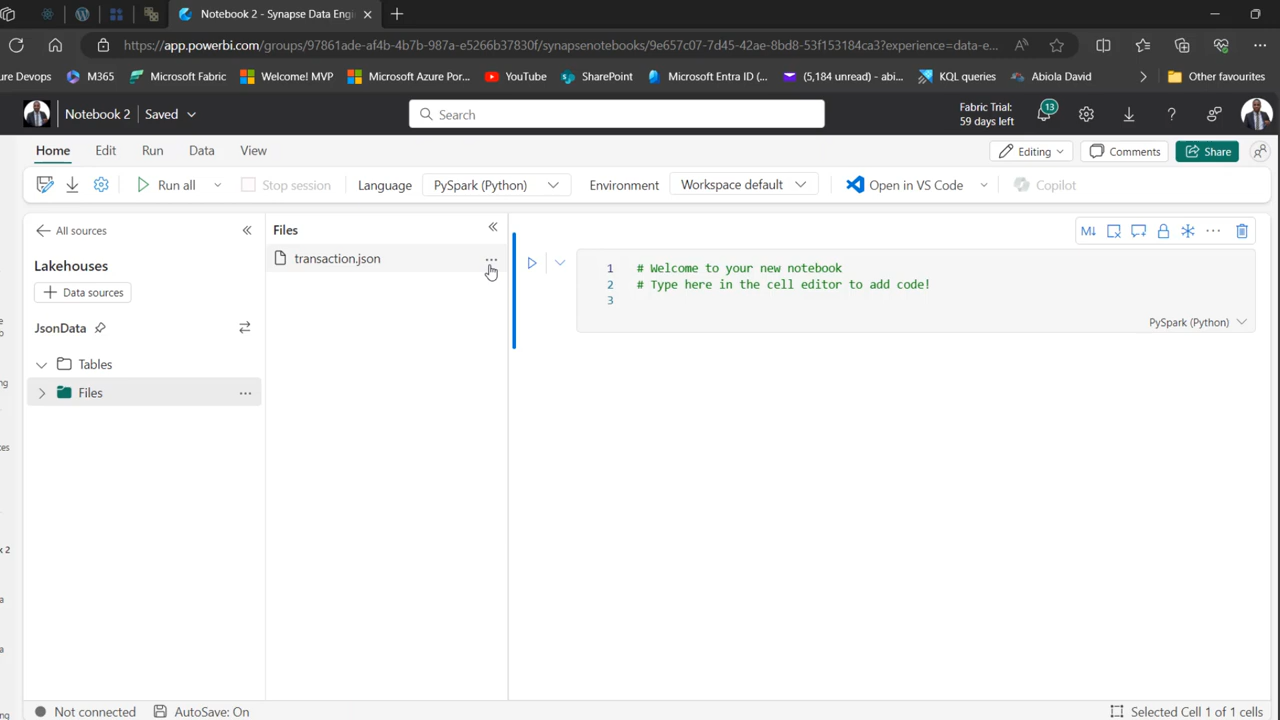 Notebook 2 - Synapse Data Engi
https://app.powerbi.com/groups/97861ade-af4b-4b7b-987a-e5266b37830f/synapsenotebooks/9e657c07-7d45-42ae-8bd8-53f153184ca3?experience=data-e...
ure Devops M365 Microsoft Fabric Welcome! MVP Microsoft Azure Por... YouTube SharePoint Microsoft Entra ID (... (5,184 unread) - abi... KQL queries Abiola David Other favourites
Notebook 2 Saved Search Fabric Trial: 13
59 days left
Home Edit Run Data View Editing Comments Share
Run all Stop session Language PySpark (Python) Environment Workspace default Open in VS Code Copilot
All sources Files M↓ ...
transaction.json ... 1 # Welcome to your new notebook
Lakehouses 2 # Type here in the cell editor to add code!
+ Data sources 3
JsonData PySpark (Python)
Tables
Files ...
Not connected AutoSave: On Selected Cell 1 of 1 cells